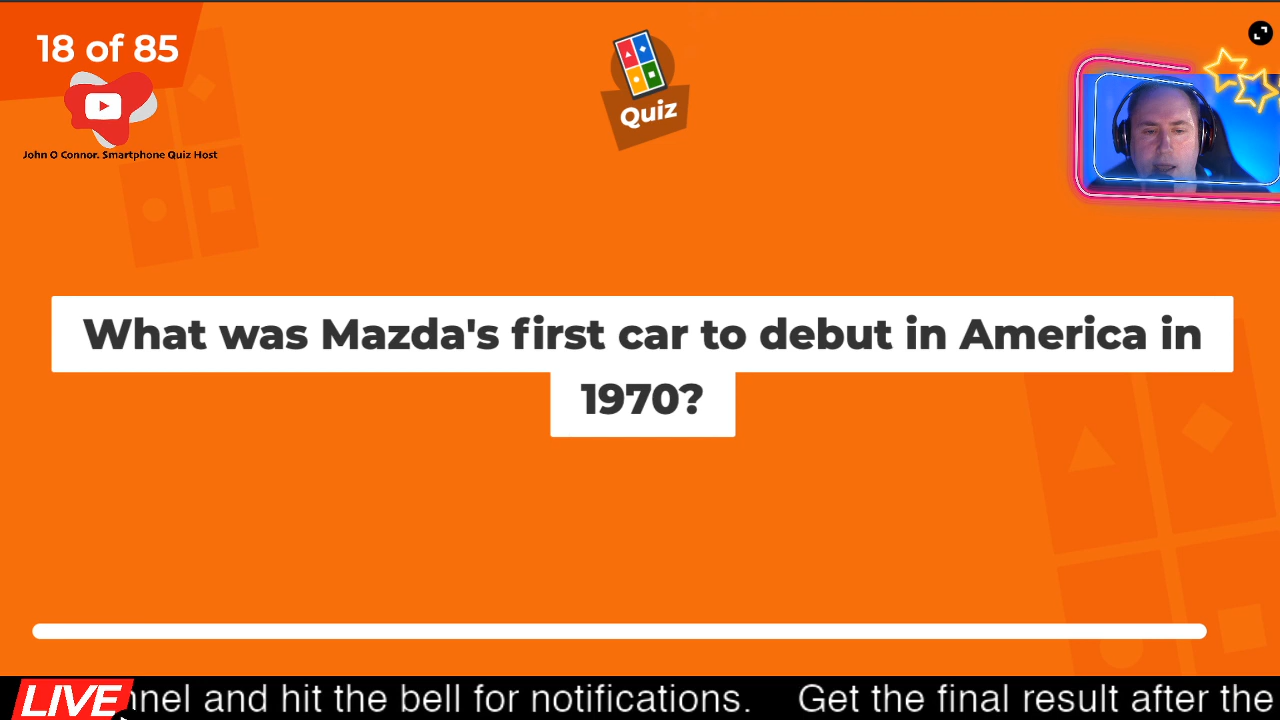 18 of 85
John O Connor. Smartphone Quiz Host
Quiz
What was Mazda's first car to debut in America in
1970?
LIVE nnel and hit the bell for notifications. Get the final result after the